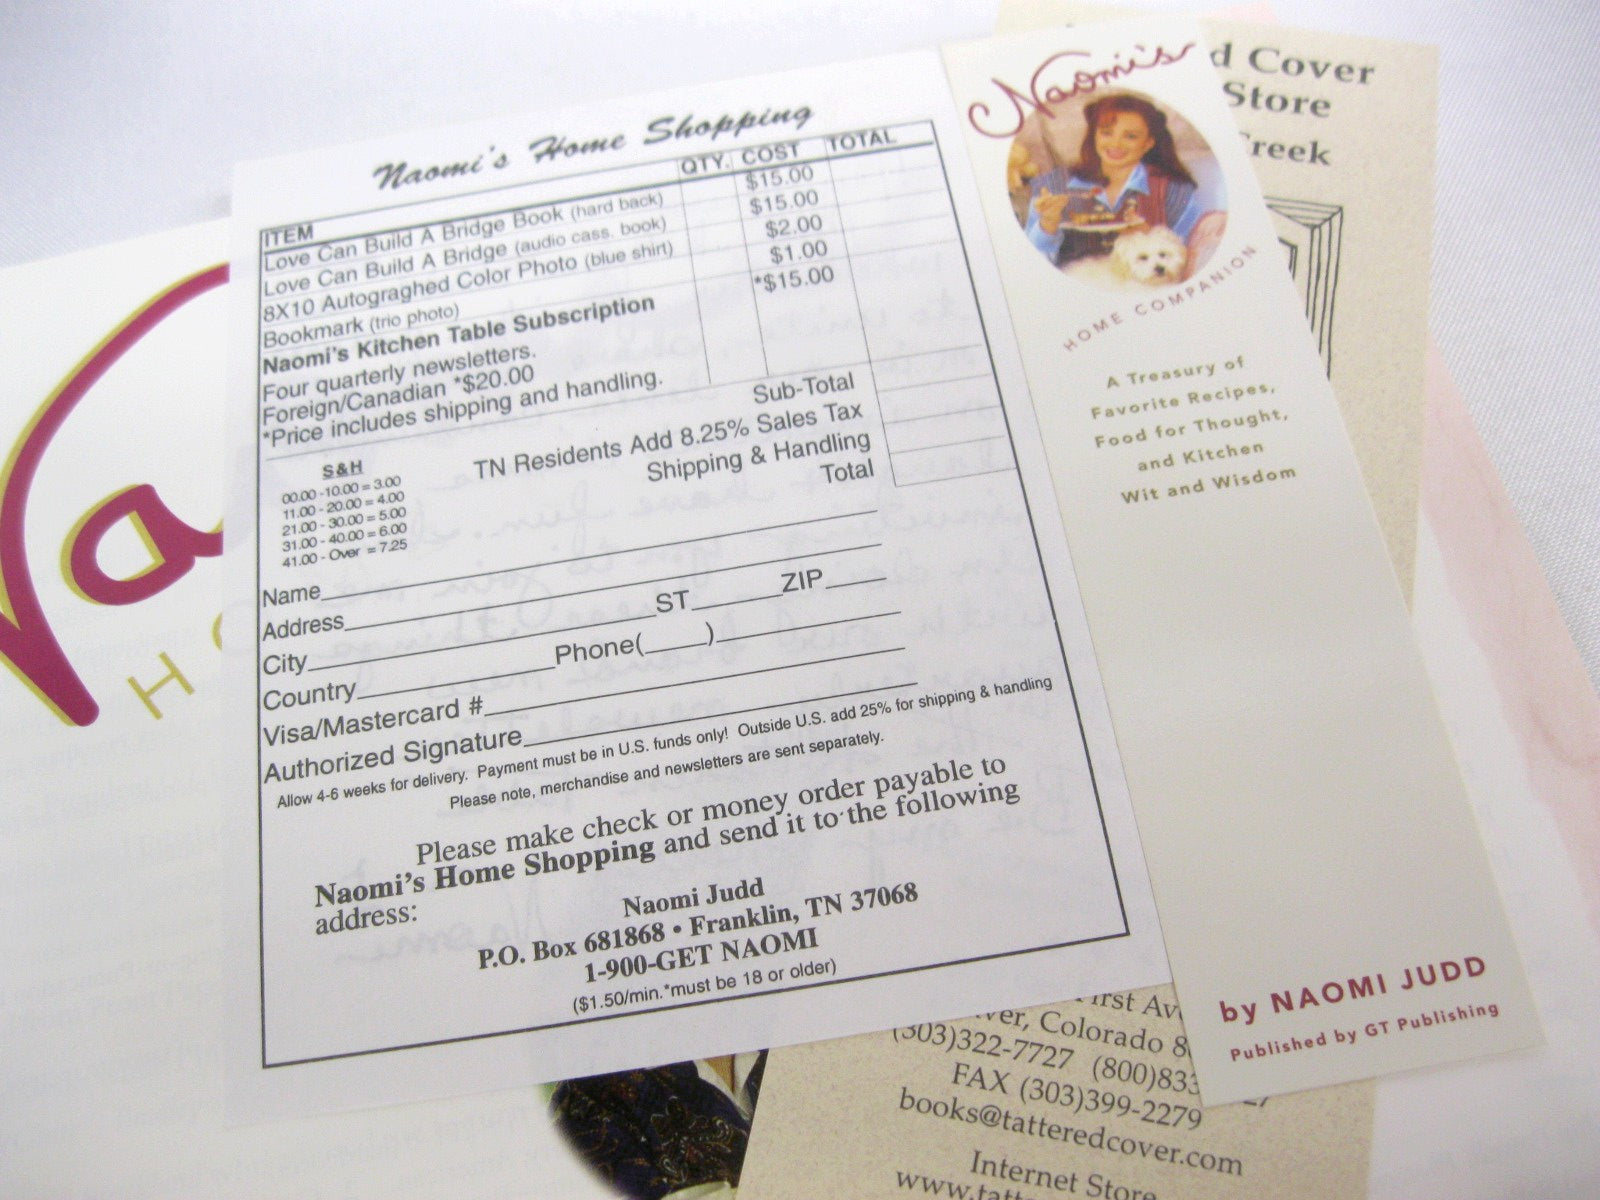 Naomi's Home Shopping
ITEM QTY. COST TOTAL
Love Can Build A Bridge Book (hard back) $15.00
Love Can Build A Bridge (audio cass. book) $15.00
8X10 Autograghed Color Photo (blue shirt) $2.00
Bookmark (trio photo) $1.00
Naomi's Kitchen Table Subscription *$15.00
Four quarterly newsletters.
Foreign/Canadian *$20.00
*Price includes shipping and handling.
Sub-Total
TN Residents Add 8.25% Sales Tax
Shipping & Handling
Total
S&H
00.00 -10.00 = 3.00
11.00 - 20.00 = 4.00
21.00 - 30.00 = 5.00
31.00 - 40.00 = 6.00
41.00 - Over = 7.25
Name
Address
City ST ZIP
Country Phone( )
Visa/Mastercard #
Authorized Signature
Allow 4-6 weeks for delivery. Payment must be in U.S. funds only! Outside U.S. add 25% for shipping & handling
Please note, merchandise and newsletters are sent separately.
Please make check or money order payable to
Naomi's Home Shopping and send it to the following
address:
Naomi Judd
P.O. Box 681868 • Franklin, TN 37068
1-900-GET NAOMI
($1.50/min.*must be 18 or older)
Naomi's
HOME COMPANION
A Treasury of
Favorite Recipes,
Food for Thought,
and Kitchen
Wit and Wisdom
by NAOMI JUDD
Published by GT Publishing
d Cover
Store
reek
irst Av
ver, Colorado 8
(303)322-7727 (800)833
FAX (303)399-2279
books@tatteredcover.com
Internet Store
www.tatt
Na
HO